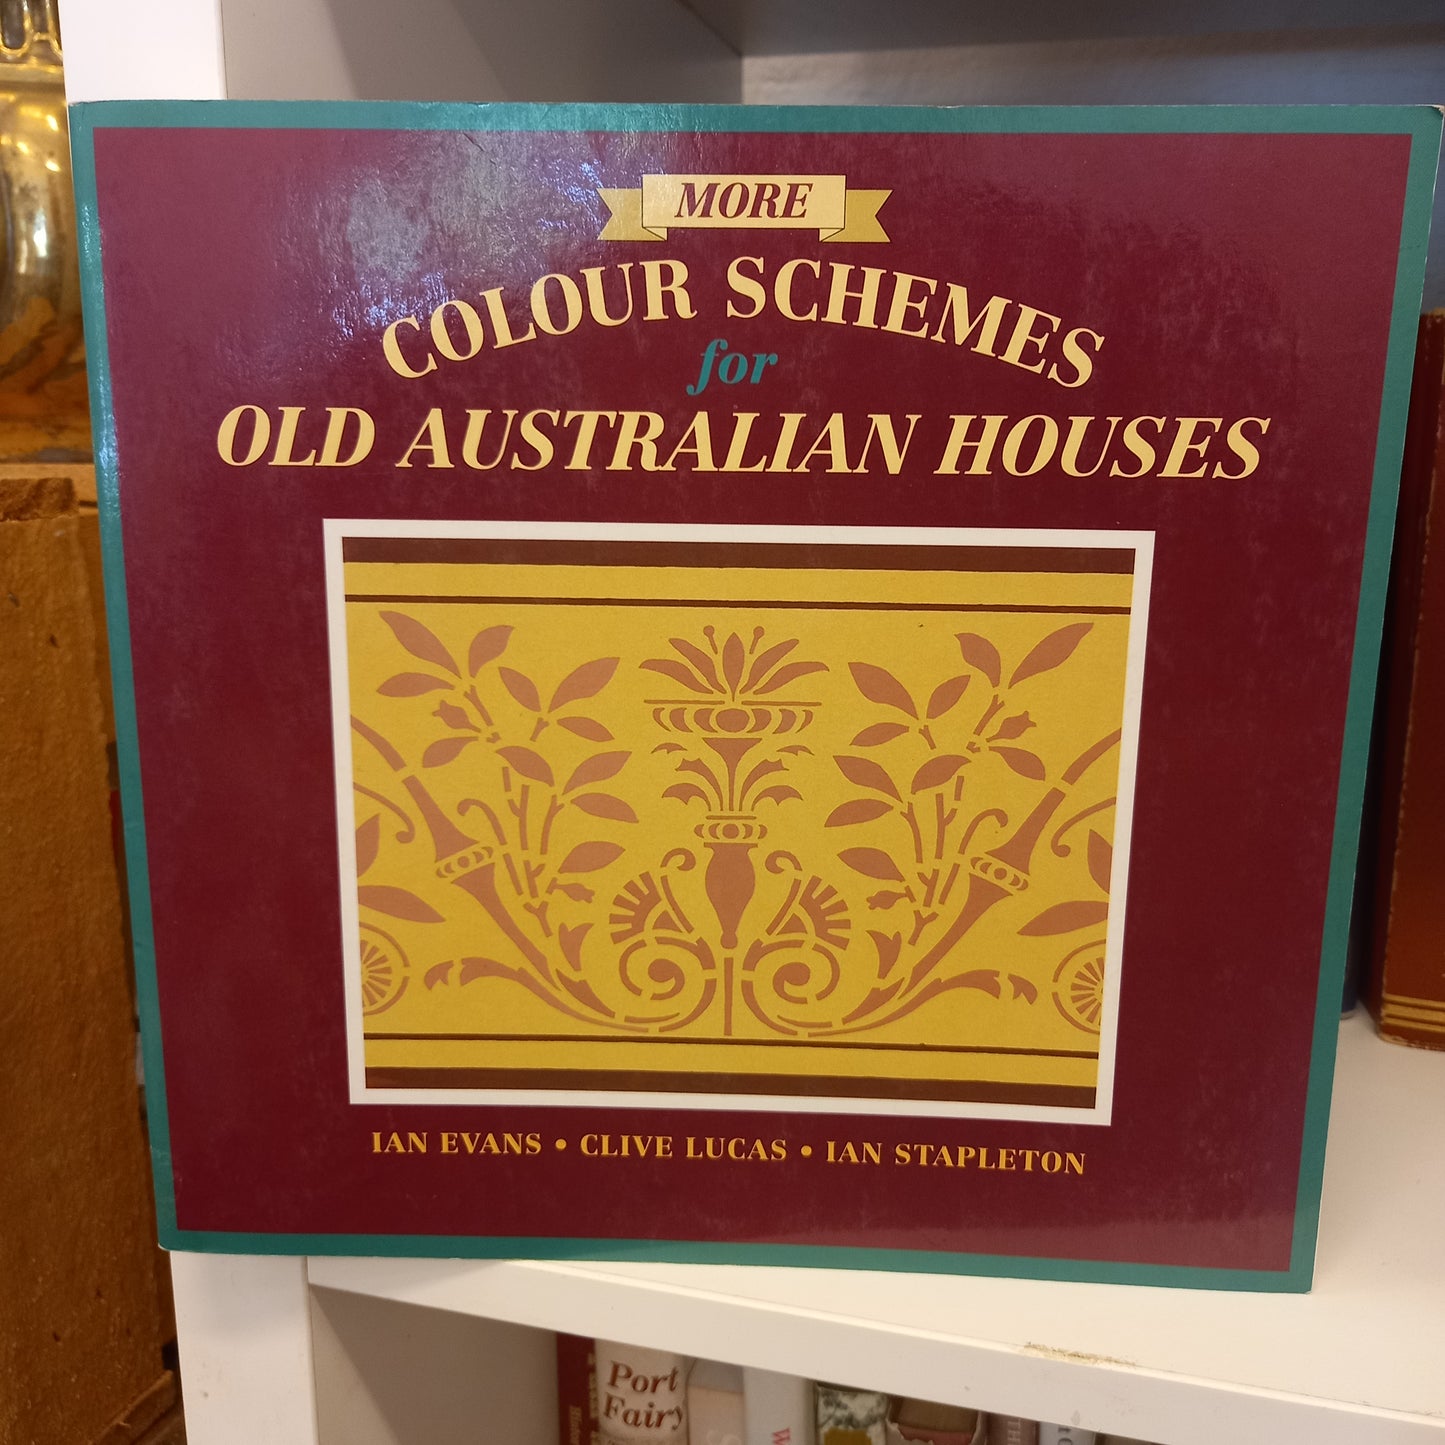 MORE
COLOUR SCHEMES
for
OLD AUSTRALIAN HOUSES
IAN EVANS • CLIVE LUCAS • IAN STAPLETON
Port
Fairy